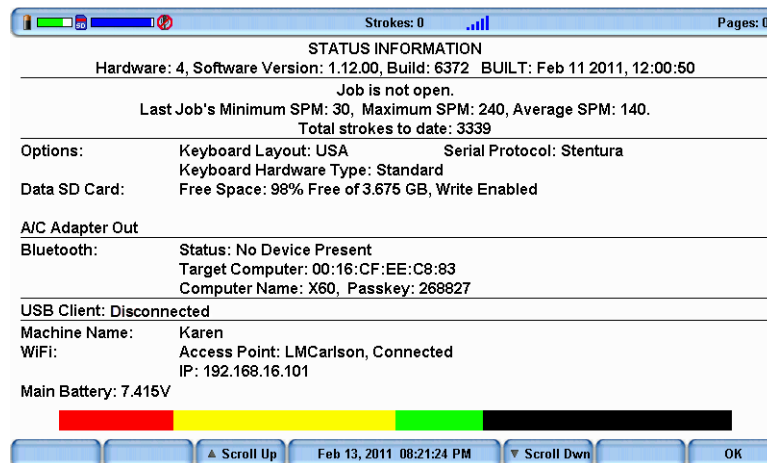 SD Strokes: 0 Pages: 0
STATUS INFORMATION
Hardware: 4, Software Version: 1.12.00, Build: 6372 BUILT: Feb 11 2011, 12:00:50
Job is not open.
Last Job's Minimum SPM: 30, Maximum SPM: 240, Average SPM: 140.
Total strokes to date: 3339
Options: Keyboard Layout: USA Serial Protocol: Stentura
Keyboard Hardware Type: Standard
Data SD Card: Free Space: 98% Free of 3.675 GB, Write Enabled
A/C Adapter Out
Bluetooth: Status: No Device Present
Target Computer: 00:16:CF:EE:C8:83
Computer Name: X60, Passkey: 268827
USB Client: Disconnected
Machine Name: Karen
WiFi: Access Point: LMCarlson, Connected
IP: 192.168.16.101
Main Battery: 7.415V
▲ Scroll Up Feb 13, 2011 08:21:24 PM ▼ Scroll Dwn OK